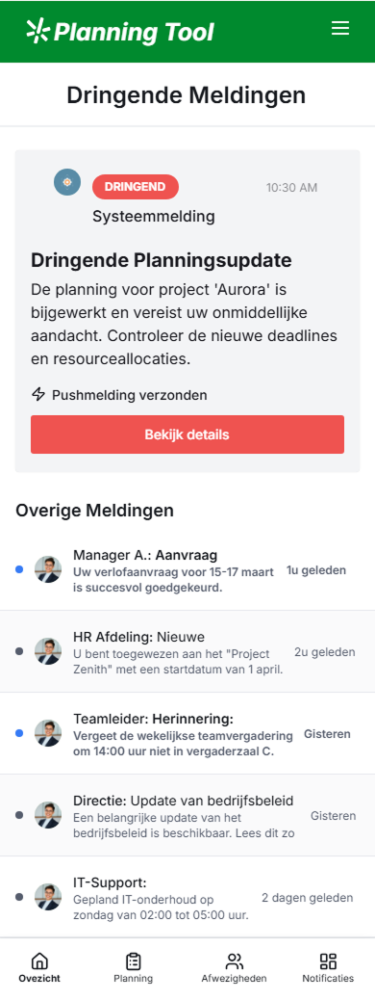 Planning Tool
Dringende Meldingen
DRINGEND
10:30 AM
Systeemmelding
Dringende Planningsupdate
De planning voor project 'Aurora' is
bijgewerkt en vereist uw onmiddellijke
aandacht. Controleer de nieuwe deadlines
en resourceallocaties.
Pushmelding verzonden
Bekijk details
Overige Meldingen
Manager A.: Aanvraag
Uw verlofaanvraag voor 15-17 maart
is succesvol goedgekeurd.
1u geleden
HR Afdeling: Nieuwe
U bent toegewezen aan het "Project
Zenith" met een startdatum van 1 april.
2u geleden
Teamleider: Herinnering:
Vergeet de wekelijkse teamvergadering
om 14:00 uur niet in vergaderzaal C.
Gisteren
Directie: Update van bedrijfsbeleid
Een belangrijke update van het
bedrijfsbeleid is beschikbaar. Lees dit zo
Gisteren
IT-Support:
Gepland IT-onderhoud op
zondag van 02:00 tot 05:00 uur.
2 dagen geleden
Ovezicht
Planning
Afwezigheden
Notificaties